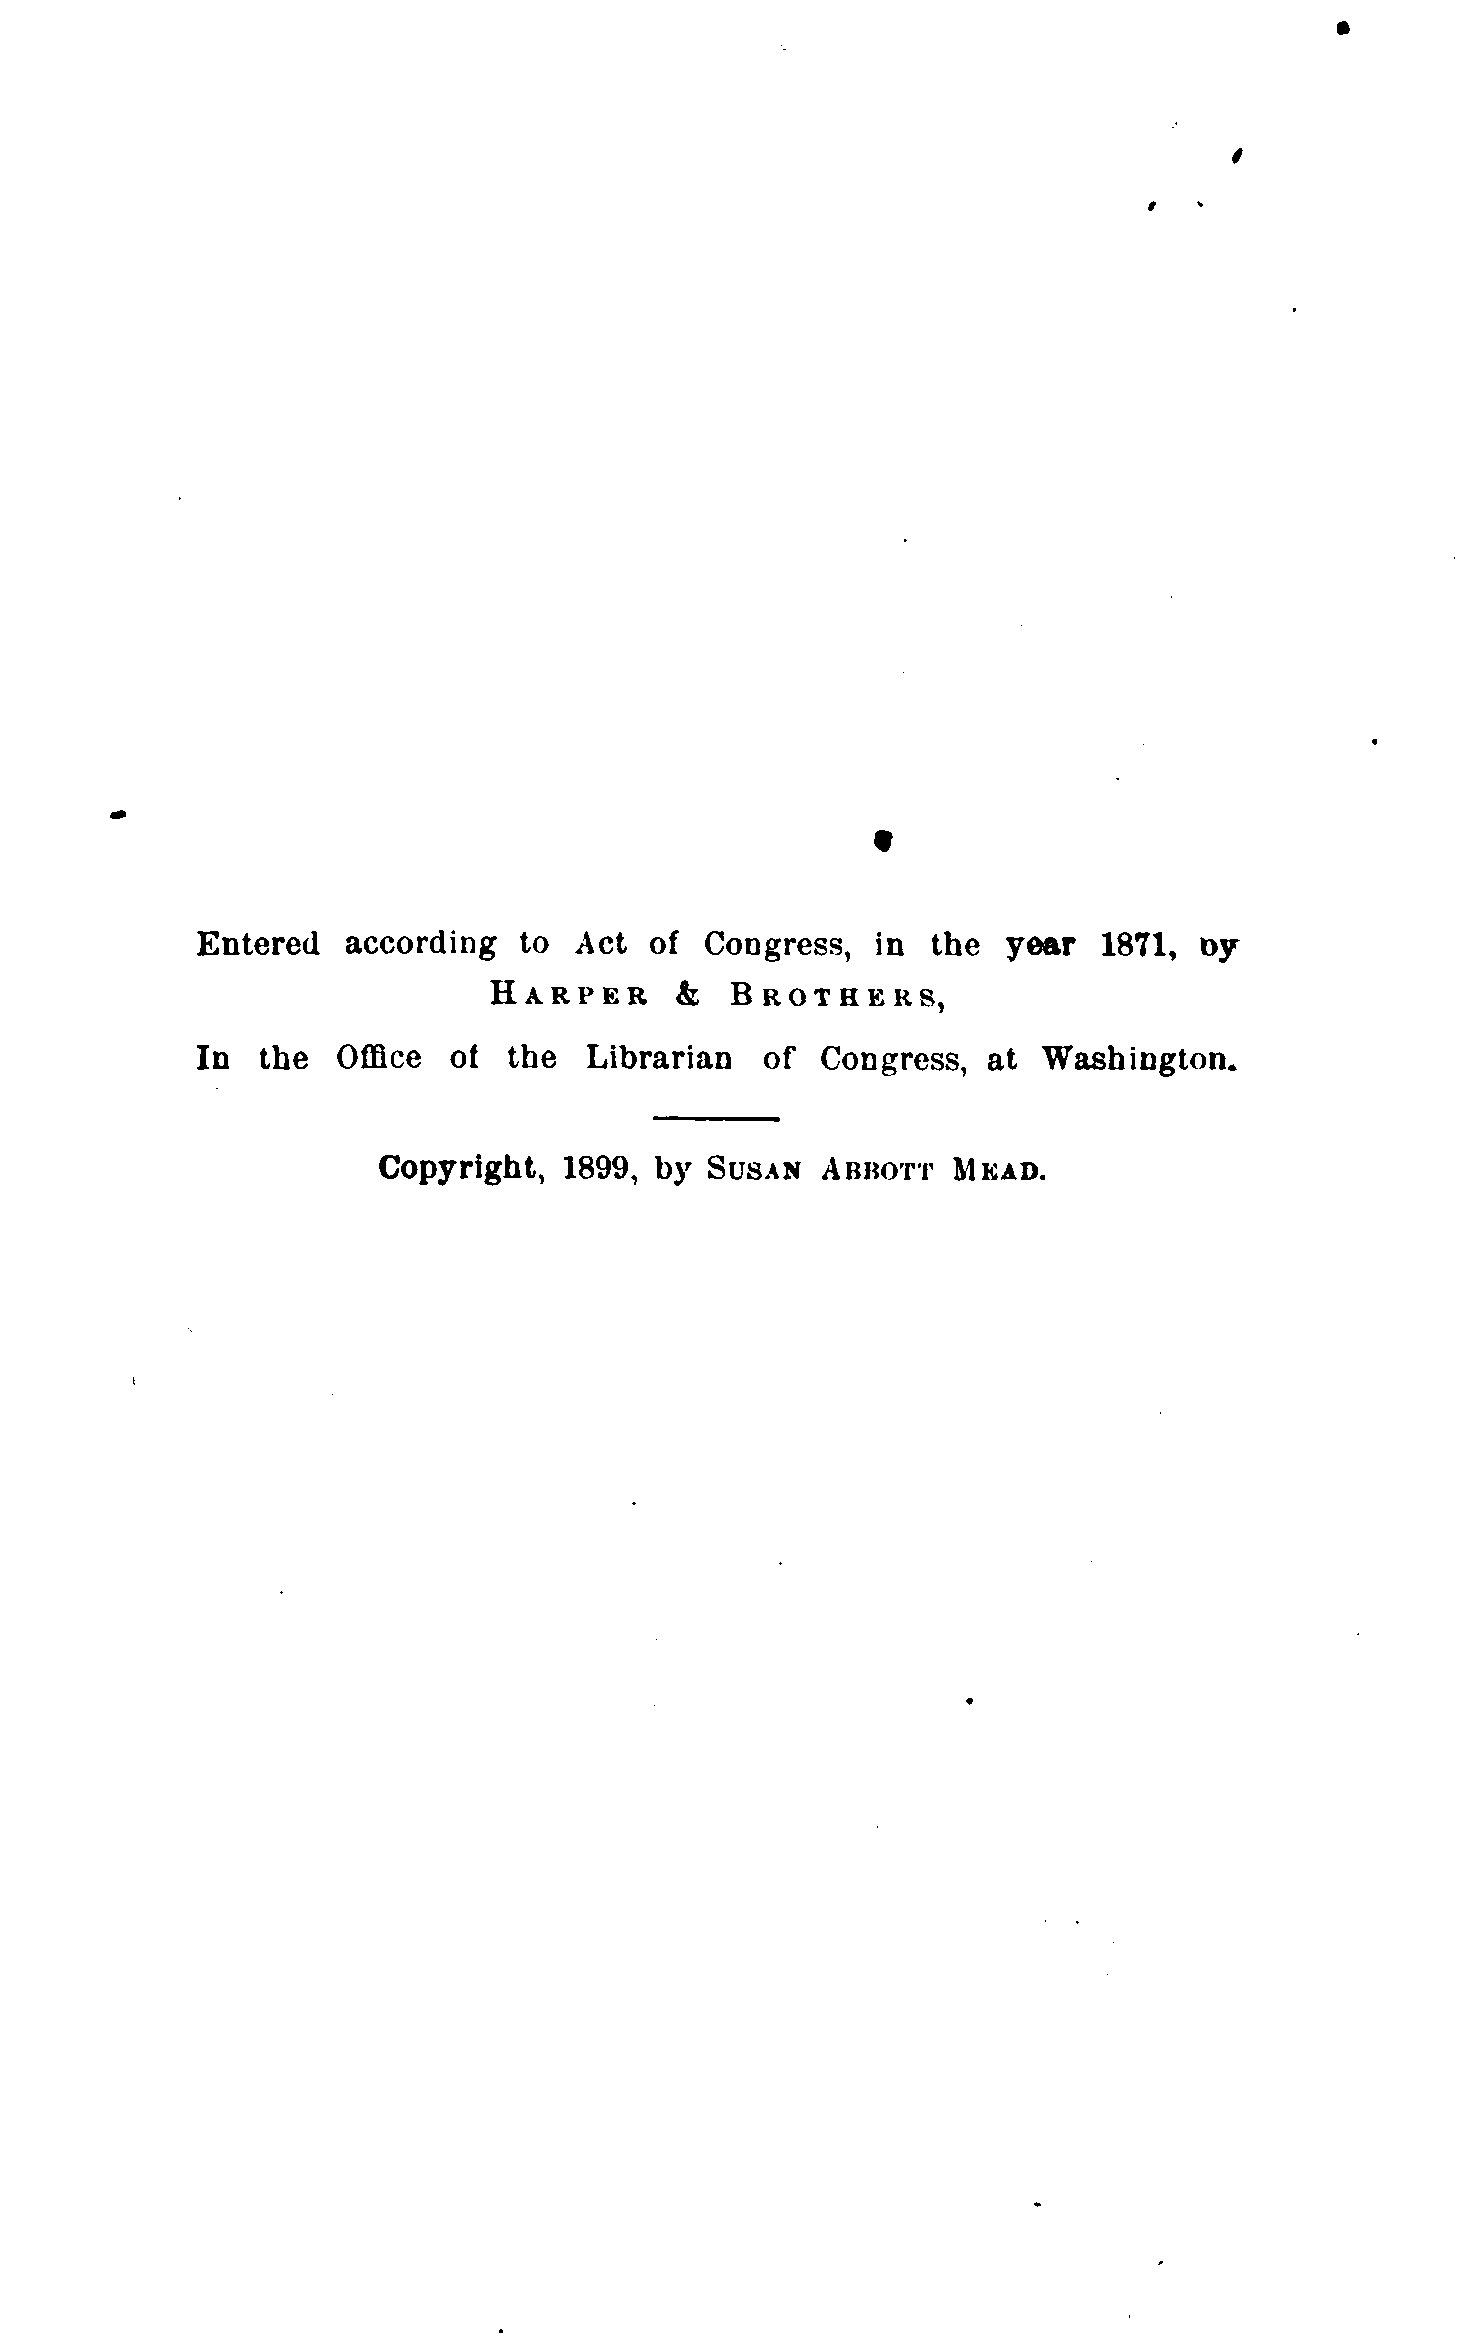 Entered according to Act of Congress, in the year 1871, by
HARPER & BROTHERS,
In the Office of the Librarian of Congress, at Washington.
Copyright, 1899, by SUSAN ABBOTT MEAD.